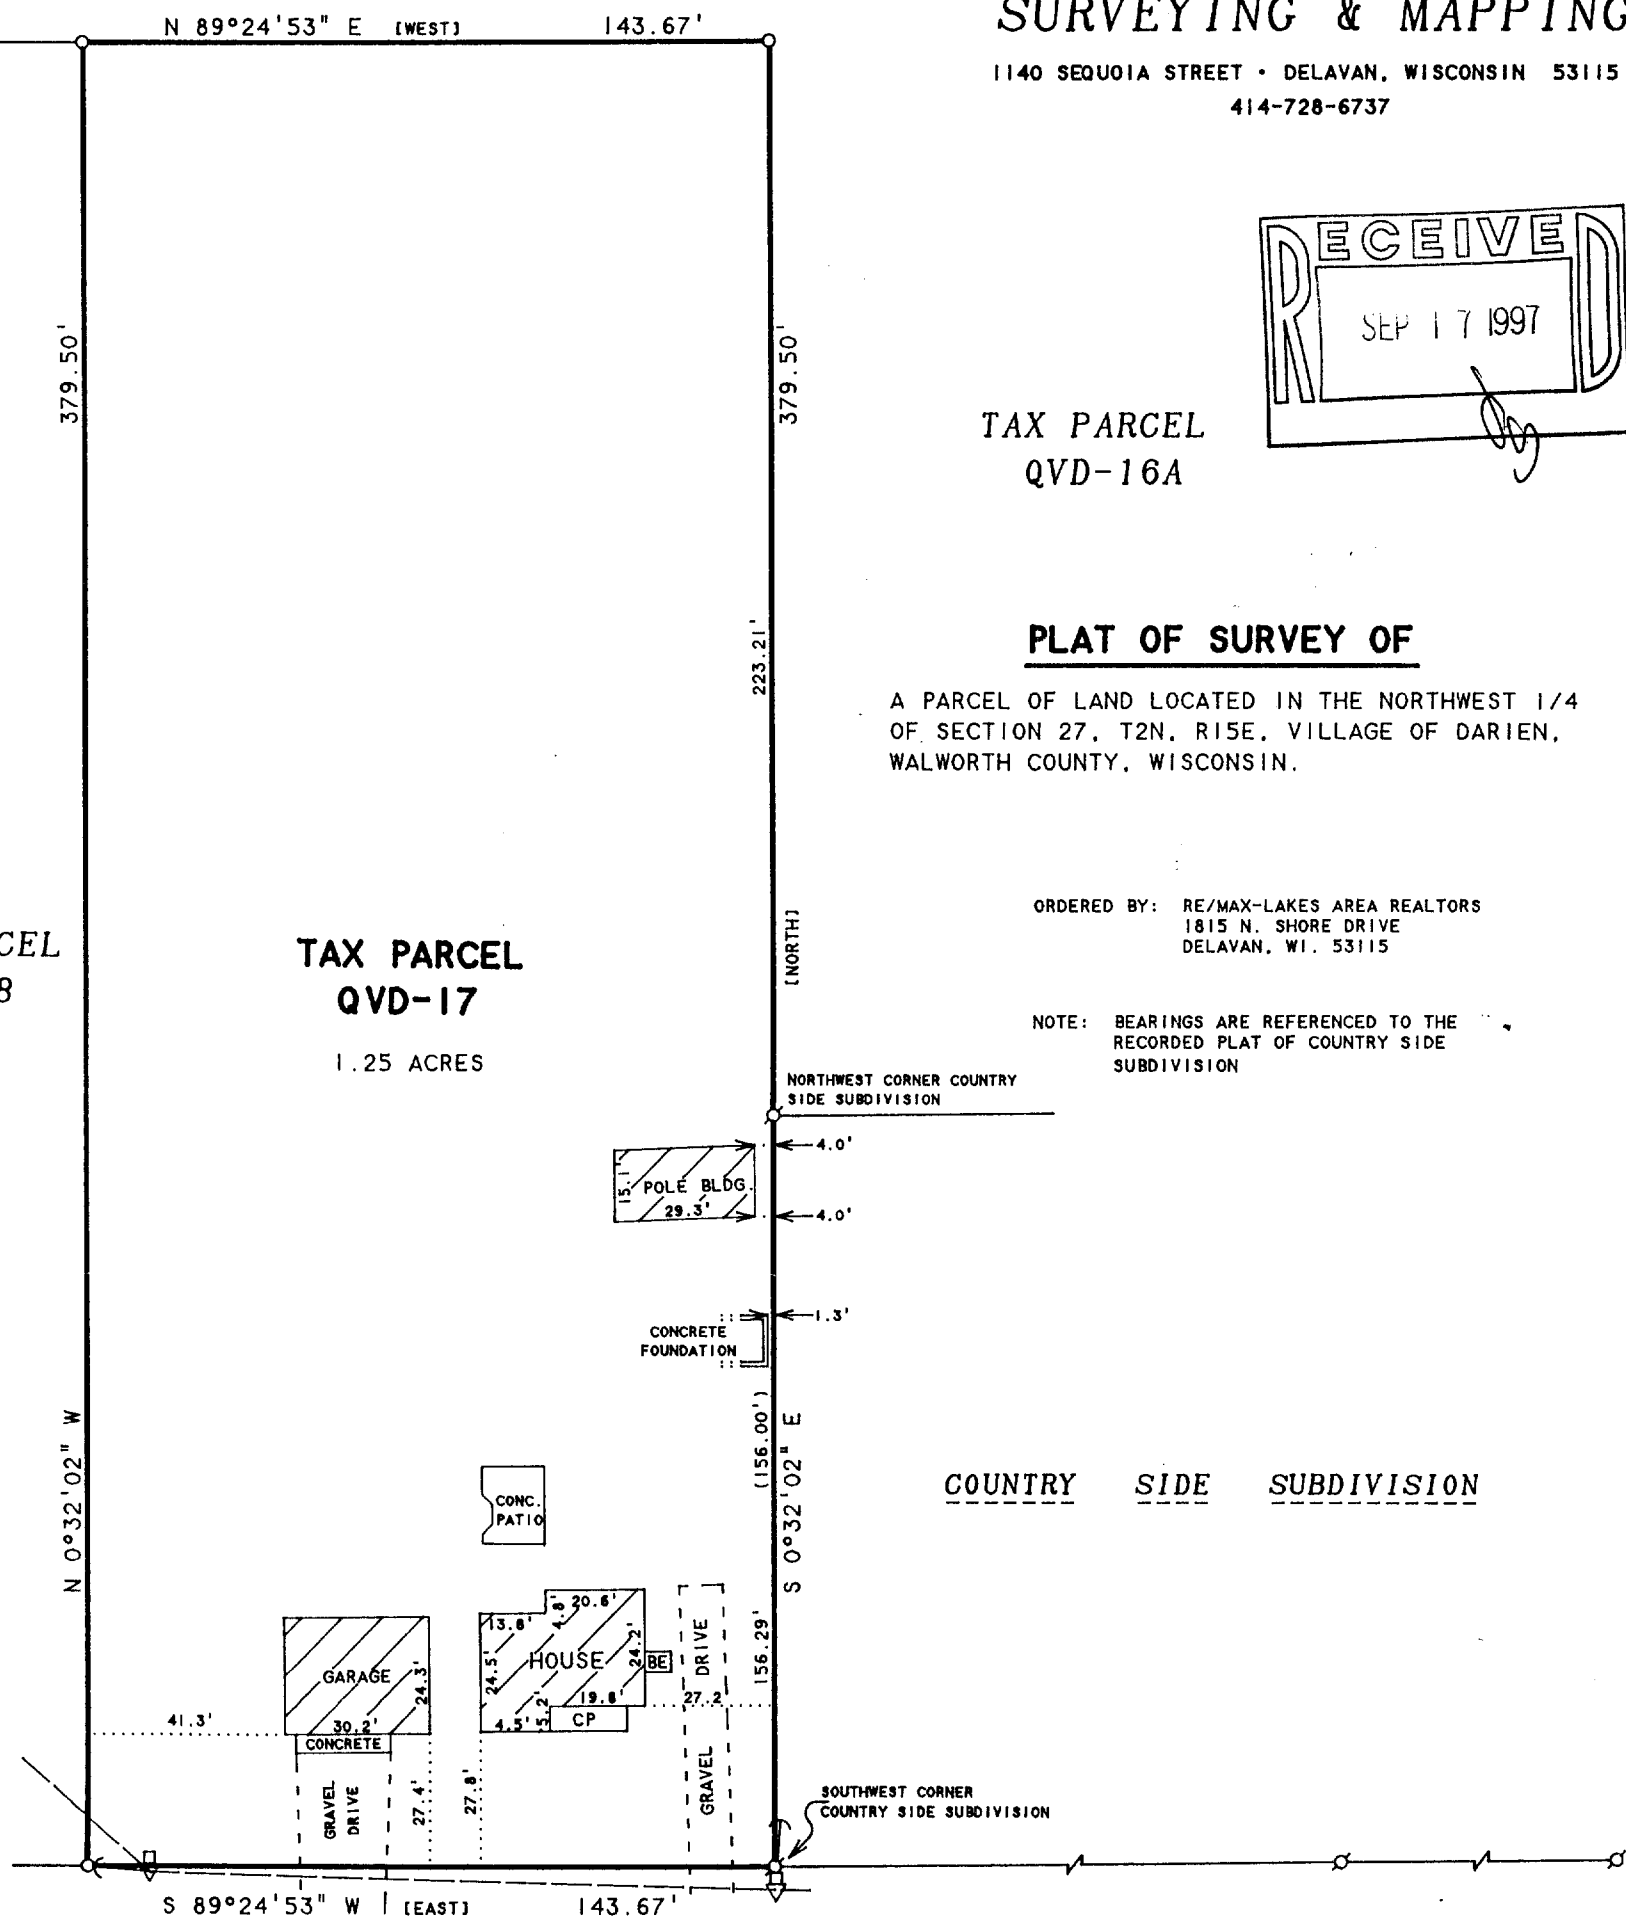 N 89°24'53" E [WEST] 143.67'
SURVEYING & MAPPING
1140 SEQUOIA STREET • DELAVAN, WISCONSIN 53115
414-728-6737
RECEIVED
SEP 17 1997
379.50'
379.50'
TAX PARCEL
QVD-16A
PLAT OF SURVEY OF
A PARCEL OF LAND LOCATED IN THE NORTHWEST 1/4
OF SECTION 27, T2N, R15E, VILLAGE OF DARIEN,
WALWORTH COUNTY, WISCONSIN.
223.21'
ORDERED BY: RE/MAX-LAKES AREA REALTORS
1815 N. SHORE DRIVE
DELAVAN, WI. 53115
[NORTH]
CEL
8
TAX PARCEL
QVD-17
1.25 ACRES
NOTE: BEARINGS ARE REFERENCED TO THE
RECORDED PLAT OF COUNTRY SIDE
SUBDIVISION
NORTHWEST CORNER COUNTRY
SIDE SUBDIVISION
4.0'
15.1'
POLE BLDG.
29.3'
4.0'
1.3'
CONCRETE
FOUNDATION
(156.00')
N 0°32'02" W
S 0°32'02" E
COUNTRY SIDE SUBDIVISION
CONC.
PATIO
156.29'
GARAGE
24.3'
30.2'
CONCRETE
41.3'
13.6'
4.8'
20.6'
24.5'
HOUSE
24.2'
BE
19.8'
4.5'
5.2'
CP
27.2
DRIVE
GRAVEL
GRAVEL
DRIVE
27.4'
27.8'
SOUTHWEST CORNER
COUNTRY SIDE SUBDIVISION
S 89°24'53" W [EAST] 143.67'